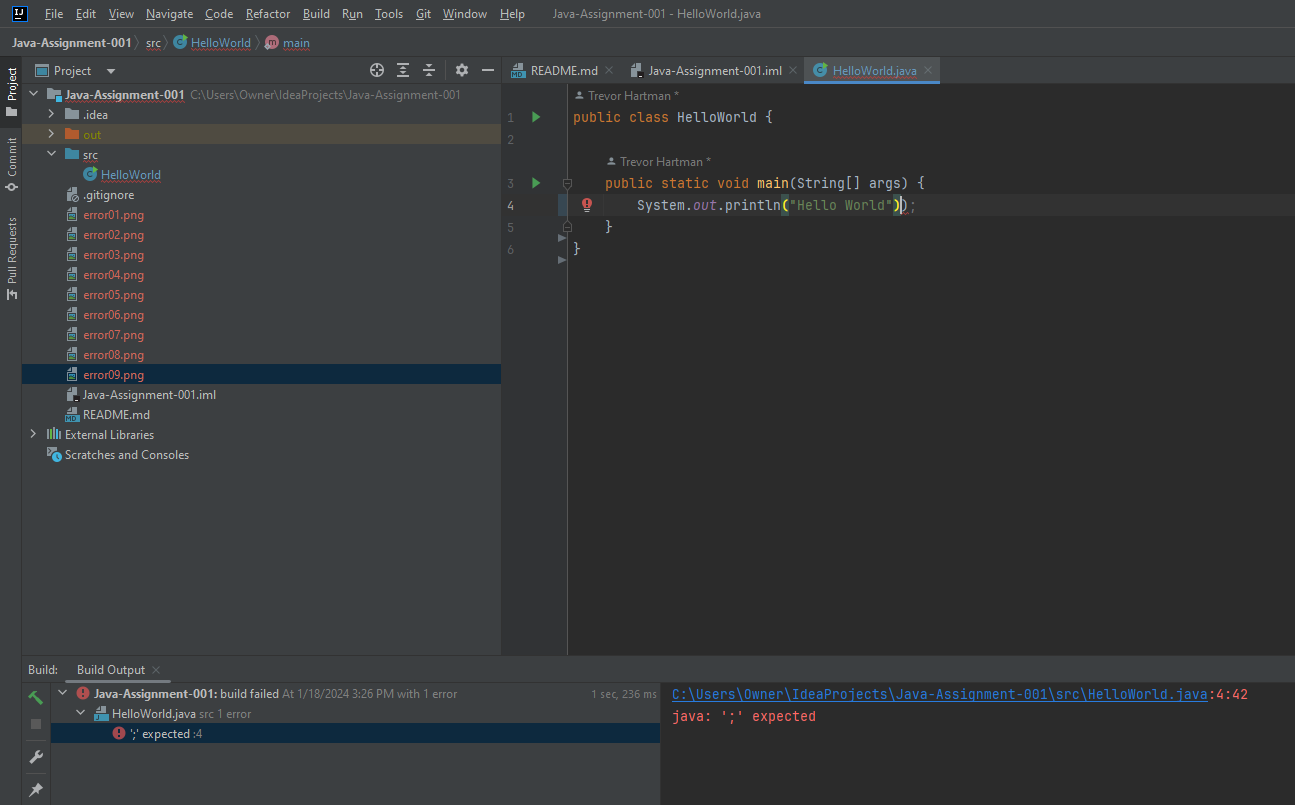 File Edit View Navigate Code Refactor Build Run Tools Git Window Help Java-Assignment-001 - HelloWorld.java
Java-Assignment-001 src HelloWorld main
Project
Commit
Pull Requests
Project
Java-Assignment-001 C:\Users\Owner\IdeaProjects\Java-Assignment-001
.idea
out
src
HelloWorld
.gitignore
error01.png
error02.png
error03.png
error04.png
error05.png
error06.png
error07.png
error08.png
error09.png
Java-Assignment-001.iml
README.md
External Libraries
Scratches and Consoles
README.md Java-Assignment-001.iml HelloWorld.java
Trevor Hartman *
1 public class HelloWorld {
2
Trevor Hartman *
3 public static void main(String[] args) {
4 System.out.println("Hello World"));
5 }
6 }
Build: Build Output
Java-Assignment-001: build failed At 1/18/2024 3:26 PM with 1 error 1 sec, 236 ms
HelloWorld.java src 1 error
';' expected :4
C:\Users\Owner\IdeaProjects\Java-Assignment-001\src\HelloWorld.java:4:42
java: ';' expected